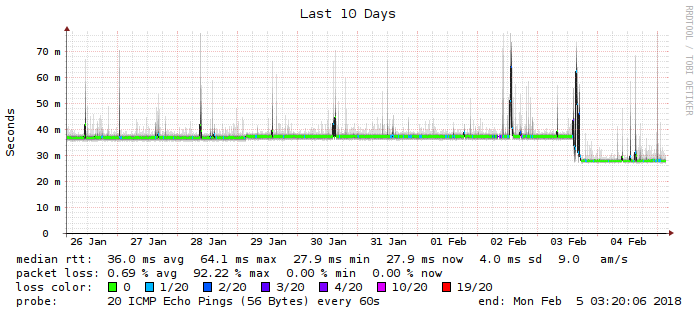 Last 10 Days
RRDTOOL / TOBI OETIKER
Seconds
70 m
60 m
50 m
40 m
30 m
20 m
10 m
0
26 Jan 27 Jan 28 Jan 29 Jan 30 Jan 31 Jan 01 Feb 02 Feb 03 Feb 04 Feb
median rtt: 36.0 ms avg 64.1 ms max 27.9 ms min 27.9 ms now 4.0 ms sd 9.0 am/s
packet loss: 0.69 % avg 92.22 % max 0.00 % min 0.00 % now
loss color: 0 1/20 2/20 3/20 4/20 10/20 19/20
probe: 20 ICMP Echo Pings (56 Bytes) every 60s end: Mon Feb 5 03:20:06 2018